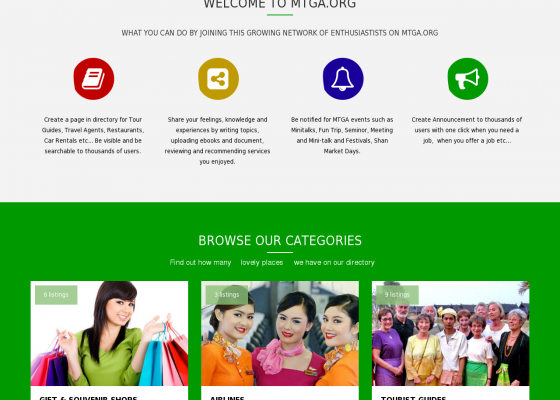 WELCOME TO MTGA.ORG
WHAT YOU CAN DO BY JOINING THIS GROWING NETWORK OF ENTHUSIASTISTS ON MTGA.ORG
Create a page in directory for Tour
Guides, Travel Agents, Restaurants,
Car Rentals etc... Be visible and be
searchable to thousands of users.
Share your feelings, knowledge and
experiences by writing topics,
uploading ebooks and document,
reviewing and recommending services
you enjoyed.
Be notified for MTGA events such as
Minitalks, Fun Trip, Seminor, Meeting
and Mini-talk and Festivals, Shan
Market Days.
Create Announcement to thousands of
users with one click when you need a
job, when you offer a job etc...
BROWSE OUR CATEGORIES
Find out how many lovely places we have on our directory
6 listings
3 listings
9 listings
GIFT & SOUVENIR SHOPS
AIRLINES
TOURIST GUIDES